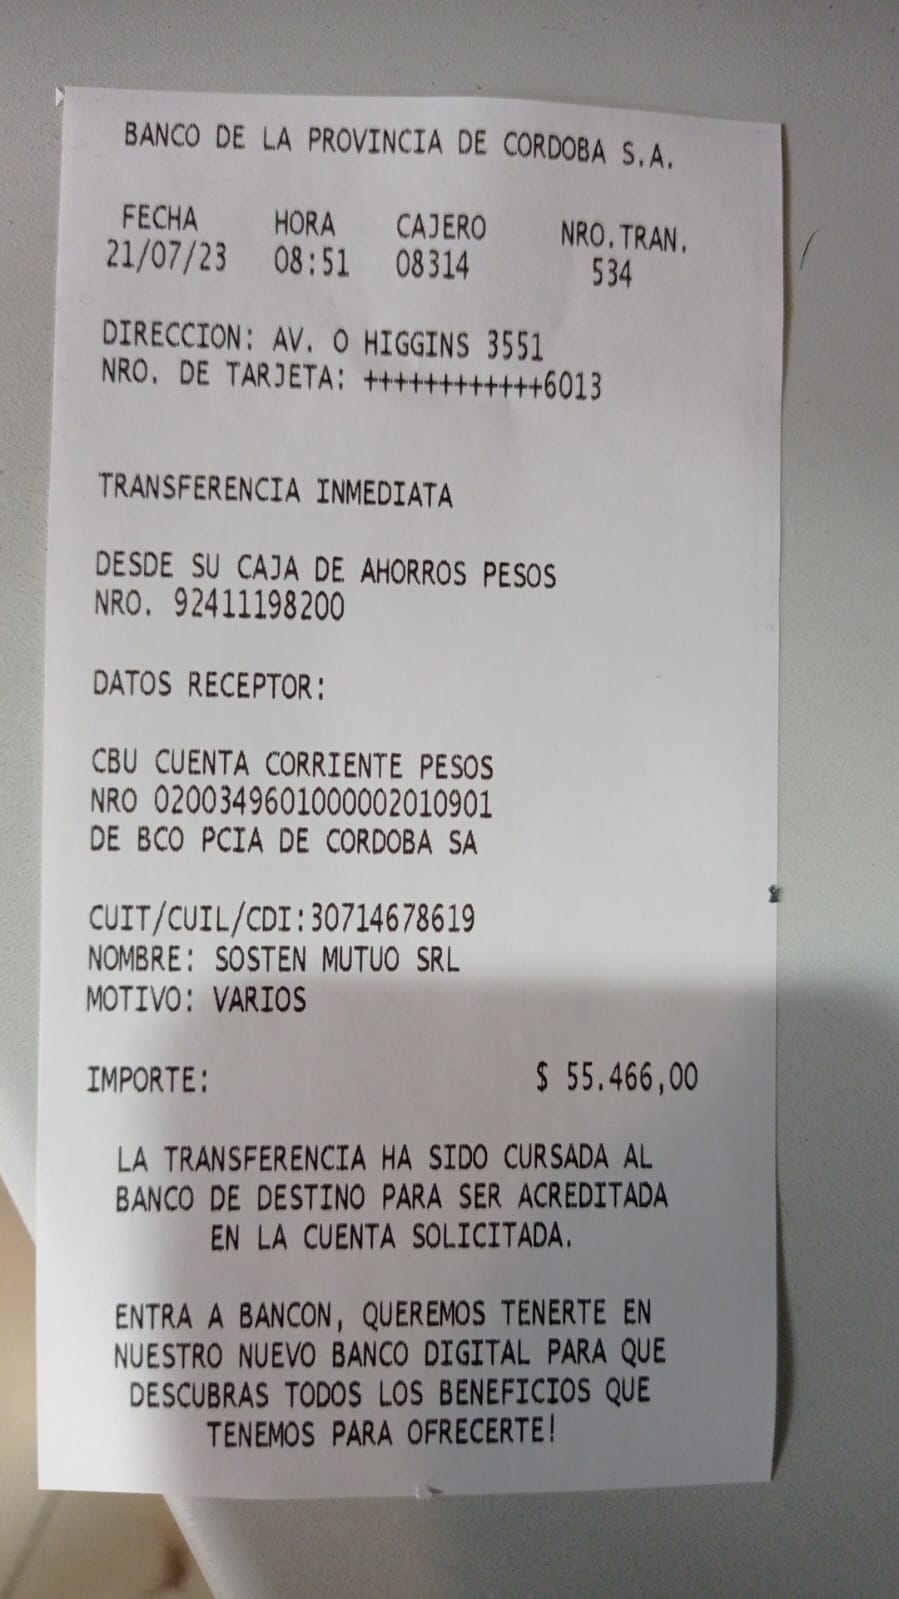 BANCO DE LA PROVINCIA DE CORDOBA S.A.
FECHA HORA CAJERO NRO.TRAN.
21/07/23 08:51 08314 534
DIRECCION: AV. O HIGGINS 3551
NRO. DE TARJETA: ++++++++++++6013
TRANSFERENCIA INMEDIATA
DESDE SU CAJA DE AHORROS PESOS
NRO. 92411198200
DATOS RECEPTOR:
CBU CUENTA CORRIENTE PESOS
NRO 0200349601000002010901
DE BCO PCIA DE CORDOBA SA
CUIT/CUIL/CDI:30714678619
NOMBRE: SOSTEN MUTUO SRL
MOTIVO: VARIOS
IMPORTE: $ 55.466,00
LA TRANSFERENCIA HA SIDO CURSADA AL
BANCO DE DESTINO PARA SER ACREDITADA
EN LA CUENTA SOLICITADA.
ENTRA A BANCON, QUEREMOS TENERTE EN
NUESTRO NUEVO BANCO DIGITAL PARA QUE
DESCUBRAS TODOS LOS BENEFICIOS QUE
TENEMOS PARA OFRECERTE!